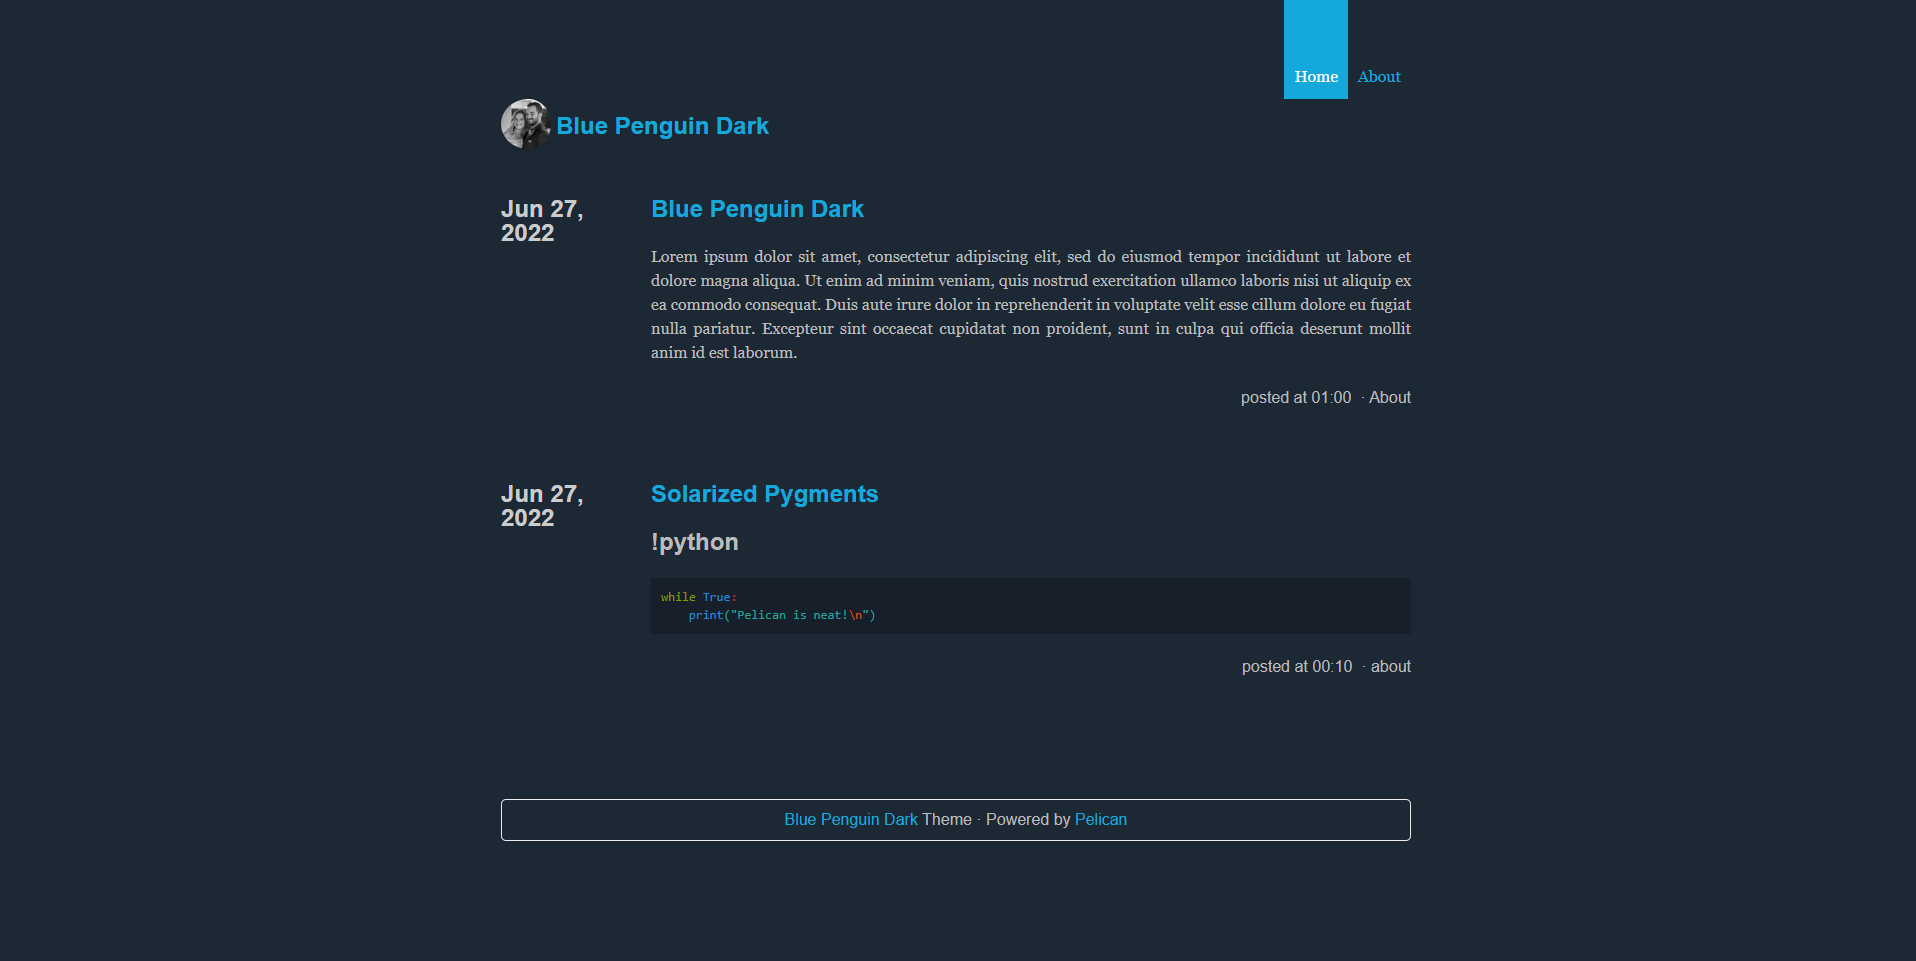 Home About
Blue Penguin Dark
Jun 27,
2022
Blue Penguin Dark
Lorem ipsum dolor sit amet, consectetur adipiscing elit, sed do eiusmod tempor incididunt ut labore et
dolore magna aliqua. Ut enim ad minim veniam, quis nostrud exercitation ullamco laboris nisi ut aliquip ex
ea commodo consequat. Duis aute irure dolor in reprehenderit in voluptate velit esse cillum dolore eu fugiat
nulla pariatur. Excepteur sint occaecat cupidatat non proident, sunt in culpa qui officia deserunt mollit
anim id est laborum.
posted at 01:00 · About
Jun 27,
2022
Solarized Pygments
!python
while True:
    print("Pelican is neat!\n")
posted at 00:10 · about
Blue Penguin Dark Theme · Powered by Pelican